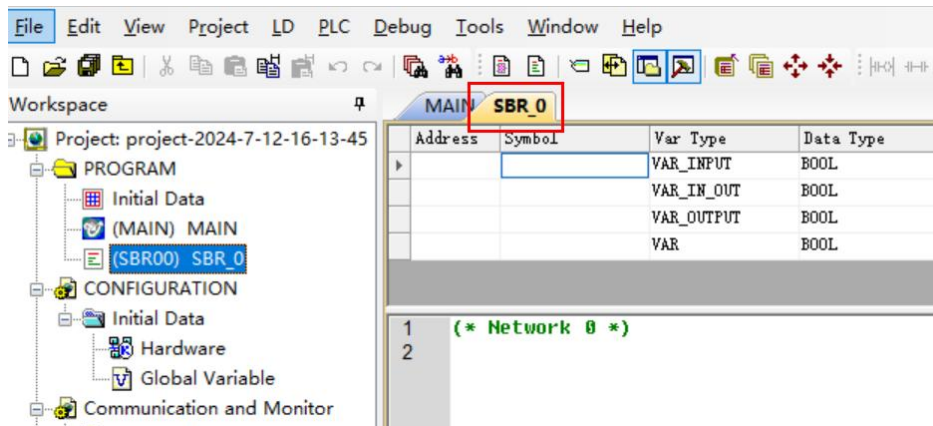 File Edit View Project LD PLC Debug Tools Window Help
Workspace
MAIN SBR_0
Project: project-2024-7-12-16-13-45
PROGRAM
Initial Data
(MAIN) MAIN
(SBR00) SBR_0
CONFIGURATION
Initial Data
Hardware
Global Variable
Communication and Monitor
Address Symbol Var Type Data Type
VAR_INPUT BOOL
VAR_IN_OUT BOOL
VAR_OUTPUT BOOL
VAR BOOL
1 (* Network 0 *)
2